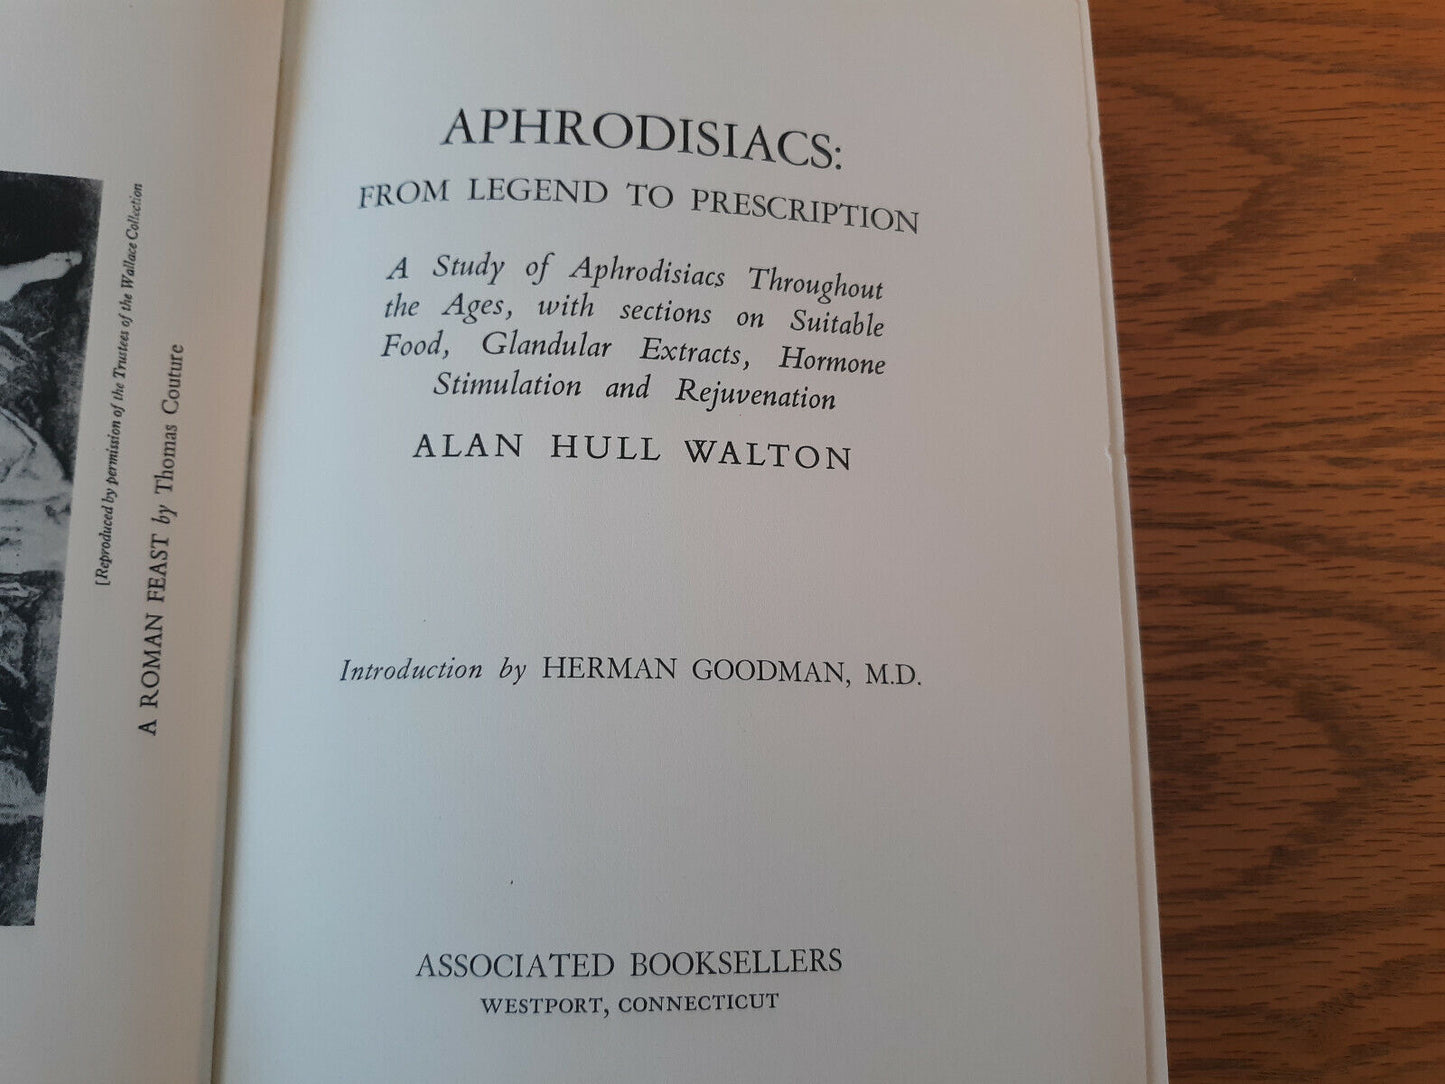 [Reproduced by permission of the Trustees of the Wallace Collection
A ROMAN FEAST by Thomas Couture
APHRODISIACS:
FROM LEGEND TO PRESCRIPTION
A Study of Aphrodisiacs Throughout
the Ages, with sections on Suitable
Food, Glandular Extracts, Hormone
Stimulation and Rejuvenation
ALAN HULL WALTON
Introduction by HERMAN GOODMAN, M.D.
ASSOCIATED BOOKSELLERS
WESTPORT, CONNECTICUT